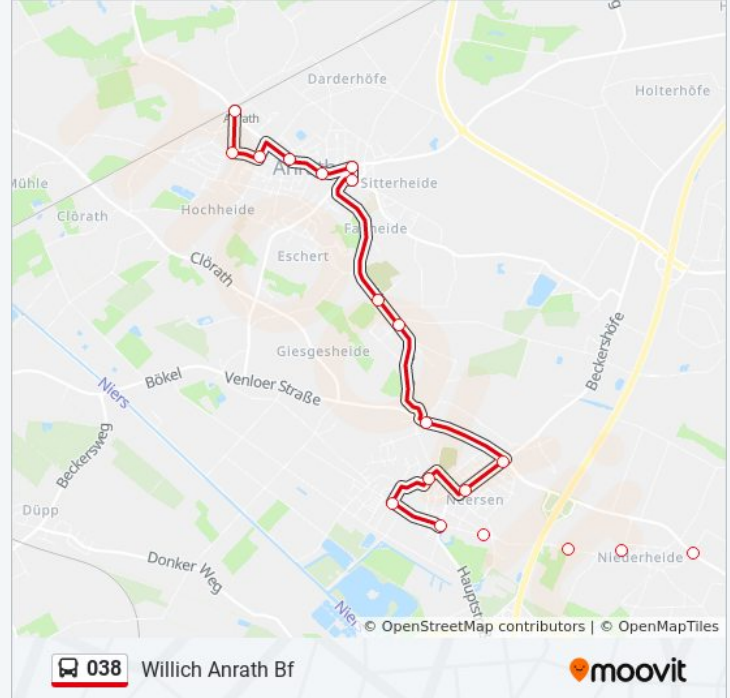 Darderhöfe
Holterhöfe
Anrath
Anrath
Sitterheide
Mühle
Clörath
Hochheide
Fadheide
Eschert
Clörath
Beckershöfe
Giesgesheide
Bökel
Venloer Straße
Niers
Beckersweg
Düpp
Neersen
Donker Weg
Niederheide
Hauptstr
Niers
© OpenStreetMap contributors | © OpenMapTiles
038 Willich Anrath Bf
moovit